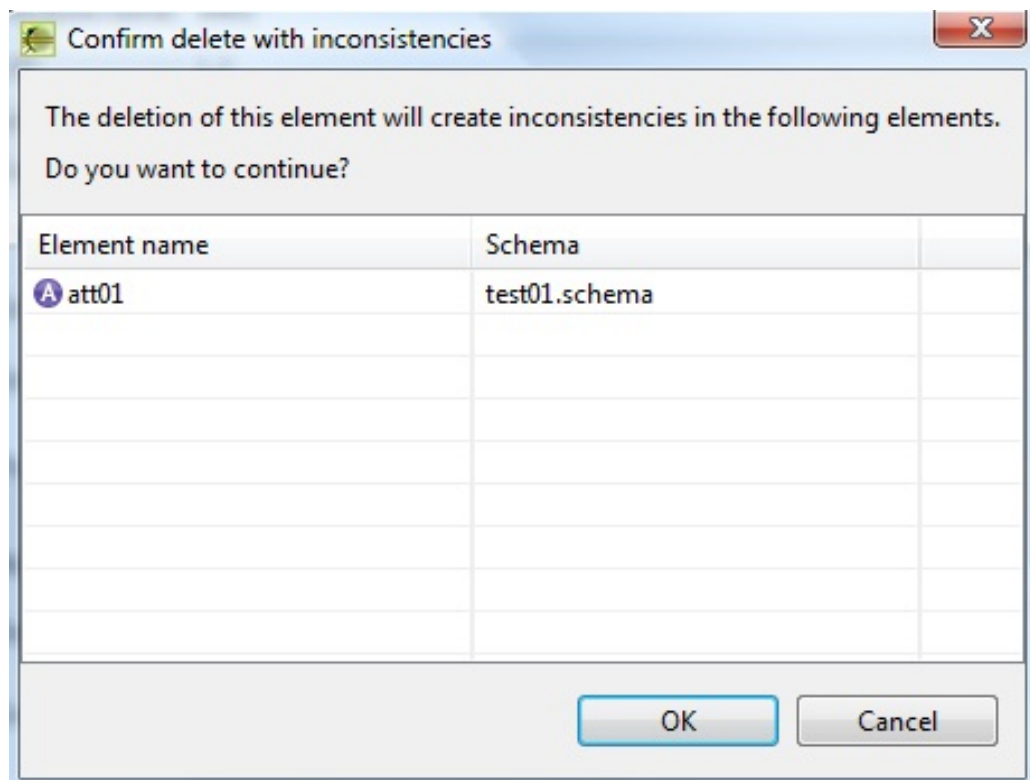 Confirm delete with inconsistencies
The deletion of this element will create inconsistencies in the following elements.
Do you want to continue?
Element name Schema
A att01 test01.schema
OK Cancel